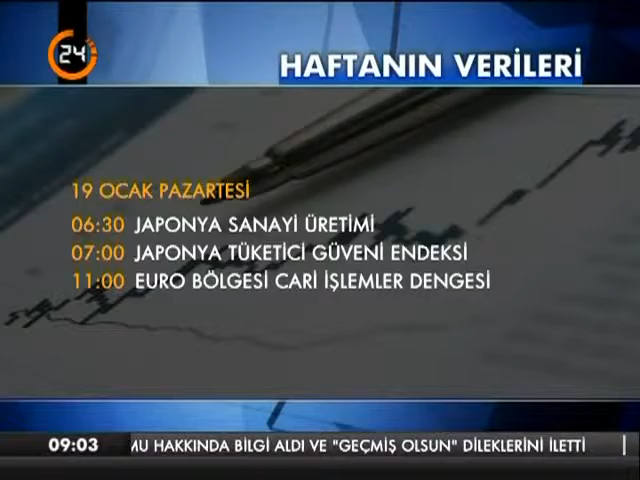 24
HAFTANIN VERİLERİ
19 OCAK PAZARTESİ
06:30 JAPONYA SANAYİ ÜRETİMİ
07:00 JAPONYA TÜKETİCİ GÜVENİ ENDEKSİ
11:00 EURO BÖLGESİ CARİ İŞLEMLER DENGESİ
09:03 MU HAKKINDA BİLGİ ALDI VE "GEÇMİŞ OLSUN" DİLEKLERİNİ İLETTİ